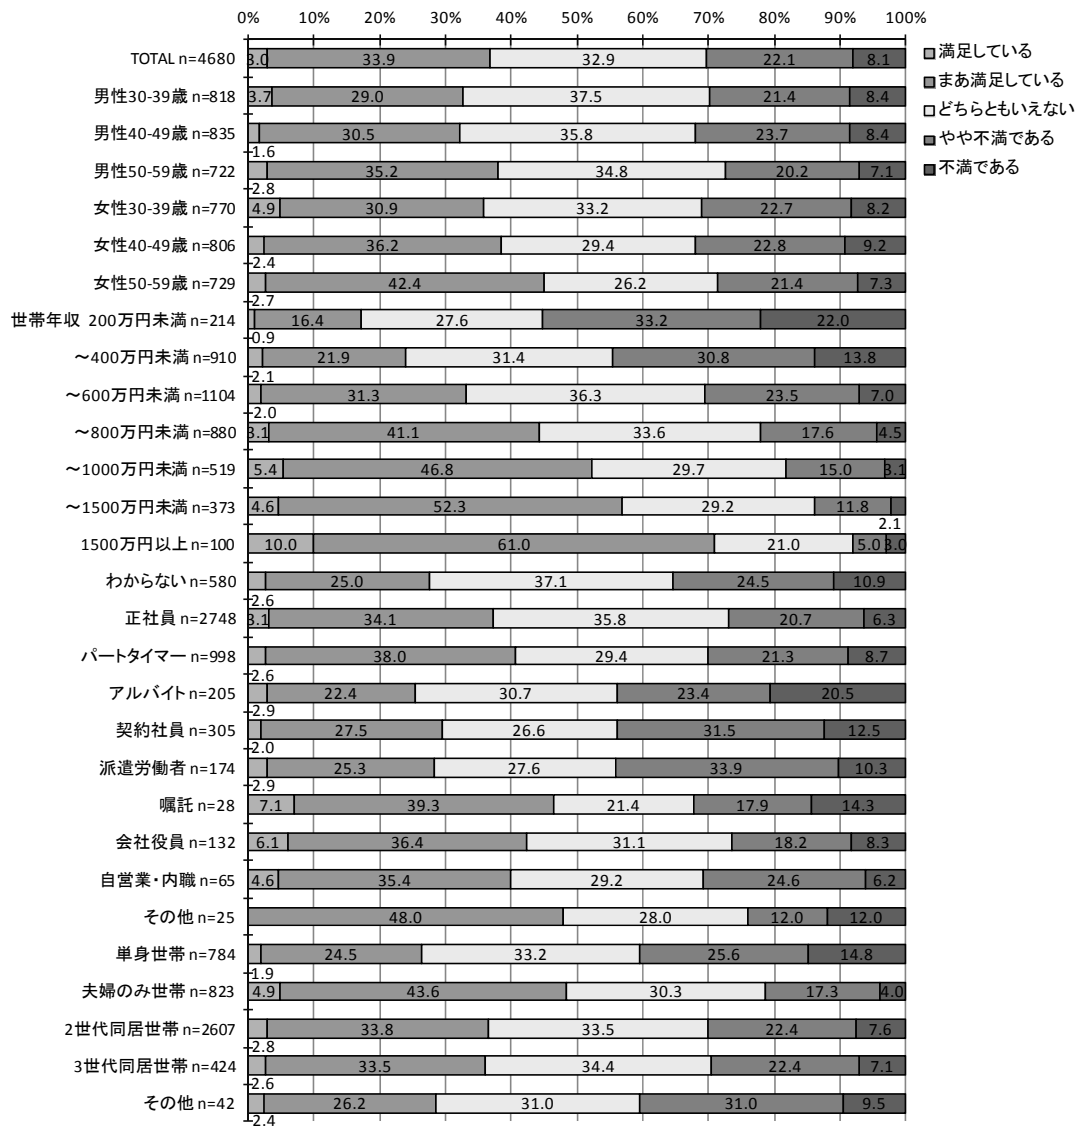 0% 10% 20% 30% 40% 50% 60% 70% 80% 90% 100%
満足している
まあ満足している
どちらともいえない
やや不満である
不満である
TOTAL n=4680 3.0 33.9 32.9 22.1 8.1
男性30-39歳 n=818 3.7 29.0 37.5 21.4 8.4
男性40-49歳 n=835 30.5 35.8 23.7 8.4
1.6
男性50-59歳 n=722 35.2 34.8 20.2 7.1
2.8
女性30-39歳 n=770 4.9 30.9 33.2 22.7 8.2
女性40-49歳 n=806 36.2 29.4 22.8 9.2
2.4
女性50-59歳 n=729 42.4 26.2 21.4 7.3
2.7
世帯年収 200万円未満 n=214 16.4 27.6 33.2 22.0
0.9
～400万円未満 n=910 21.9 31.4 30.8 13.8
2.1
～600万円未満 n=1104 31.3 36.3 23.5 7.0
2.0
～800万円未満 n=880 3.1 41.1 33.6 17.6 4.5
～1000万円未満 n=519 5.4 46.8 29.7 15.0 3.1
～1500万円未満 n=373 4.6 52.3 29.2 11.8
2.1
1500万円以上 n=100 10.0 61.0 21.0 5.0 3.0
わからない n=580 25.0 37.1 24.5 10.9
2.6
正社員 n=2748 3.1 34.1 35.8 20.7 6.3
パートタイマー n=998 38.0 29.4 21.3 8.7
2.6
アルバイト n=205 22.4 30.7 23.4 20.5
2.9
契約社員 n=305 27.5 26.6 31.5 12.5
2.0
派遣労働者 n=174 25.3 27.6 33.9 10.3
2.9
嘱託 n=28 7.1 39.3 21.4 17.9 14.3
会社役員 n=132 6.1 36.4 31.1 18.2 8.3
自営業・内職 n=65 4.6 35.4 29.2 24.6 6.2
その他 n=25 48.0 28.0 12.0 12.0
単身世帯 n=784 24.5 33.2 25.6 14.8
1.9
夫婦のみ世帯 n=823 4.9 43.6 30.3 17.3 4.0
2世代同居世帯 n=2607 33.8 33.5 22.4 7.6
2.8
3世代同居世帯 n=424 33.5 34.4 22.4 7.1
2.6
その他 n=42 26.2 31.0 31.0 9.5
2.4